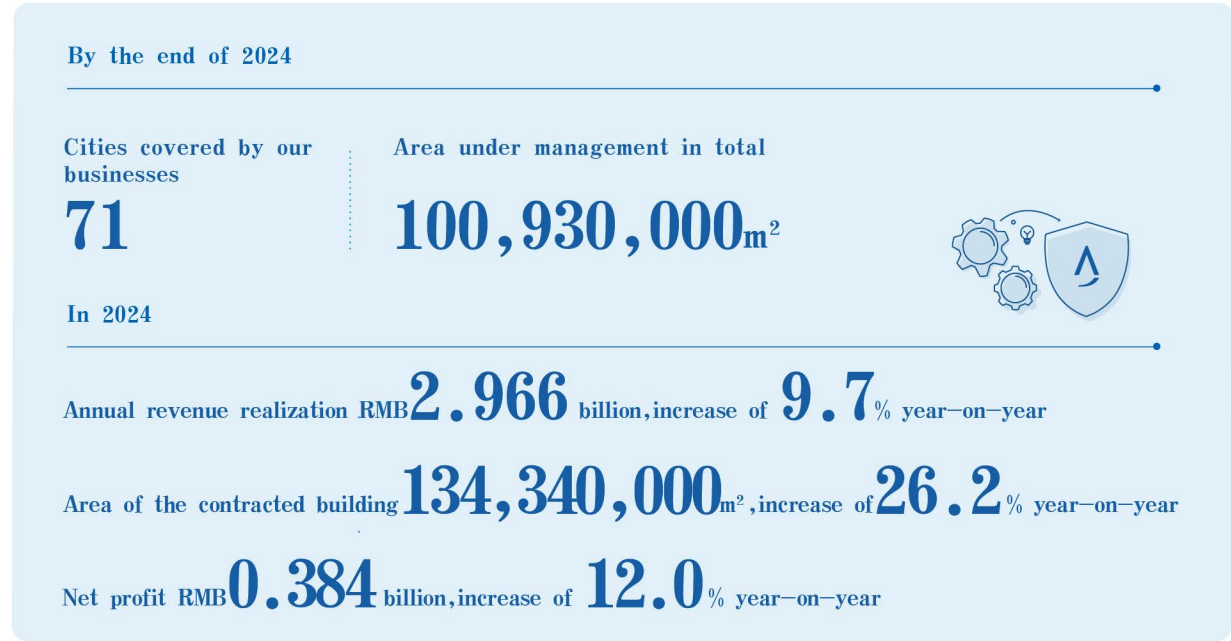 By the end of 2024
Cities covered by our
businesses
71
Area under management in total
100,930,000m²
In 2024
Annual revenue realization RMB2.966 billion,increase of 9.7% year-on-year
Area of the contracted building134,340,000m²,increase of26.2% year-on-year
Net profit RMB0.384billion,increase of 12.0% year-on-year